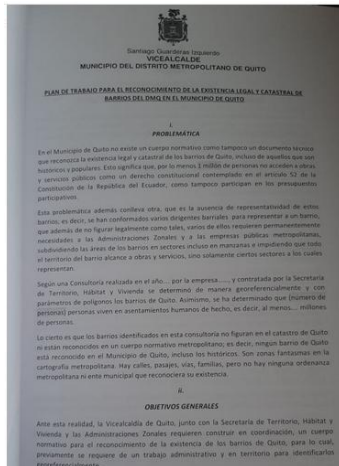 Santiago Guarderas Izquierdo
VICEALCALDE
MUNICIPIO DEL DISTRITO METROPOLITANO DE QUITO
PLAN DE TRABAJO PARA EL RECONOCIMIENTO DE LA EXISTENCIA LEGAL Y CATASTRAL DE
BARRIOS DEL DMQ EN EL MUNICIPIO DE QUITO
I.
PROBLEMÁTICA
En el Municipio de Quito no existe un cuerpo normativo como tampoco un documento técnico
que reconozca la existencia legal y catastral de los barrios de Quito, incluso de aquellos que son
históricos y populares. Esto significa que, por lo menos 1 millón de personas no acceden a obras
y servicios públicos como un derecho constitucional contemplado en el artículo 52 de la
Constitución de la República del Ecuador, como tampoco participan en los presupuestos
participativos.
Esta problemática además conlleva otra, que es la ausencia de representatividad de estos
barrios; es decir, se han conformados varios dirigentes barriales para representar a un barrio,
que además de no figurar legalmente como tales, varios de ellos requieren permanentemente
necesidades a las Administraciones Zonales y a las empresas públicas metropolitanas,
subdividiendo las áreas de los barrios en sectores incluso en manzanas e impidiendo que todo
el territorio del barrio alcance a obras y servicios, sino solamente ciertos sectores a los cuales
representan.
Según una Consultoría realizada en el año.... por la empresa....., y contratada por la Secretaría
de Territorio, Hábitat y Vivienda se determinó de manera georeferencialmente y con
parámetros de polígonos los barrios de Quito. Asimismo, se ha determinado que (número de
personas) personas viven en asentamientos humanos de hecho, es decir, al menos.... millones
de personas.
Lo cierto es que los barrios identificados en esta consultoría no figuran en el catastro de Quito
ni están reconocidos en un cuerpo normativo metropolitano; es decir, ningún barrio de Quito
está reconocido en el Municipio de Quito, incluso los históricos. Son zonas fantasmas en la
cartografía metropolitana. Hay calles, pasajes, vías, familias, pero no hay ninguna ordenanza
metropolitana ni ente municipal que reconociera su existencia.
II.
OBJETIVOS GENERALES
Ante esta realidad, la Vicealcaldía de Quito, junto con la Secretaría de Territorio, Hábitat y
Vivienda y las Administraciones Zonales requieren construir en coordinación, un cuerpo
normativo para el reconocimiento de la existencia de los barrios de Quito, para lo cual,
previamente se requiere de un trabajo administrativo y en territorio para identificarlos
georeferencialmente